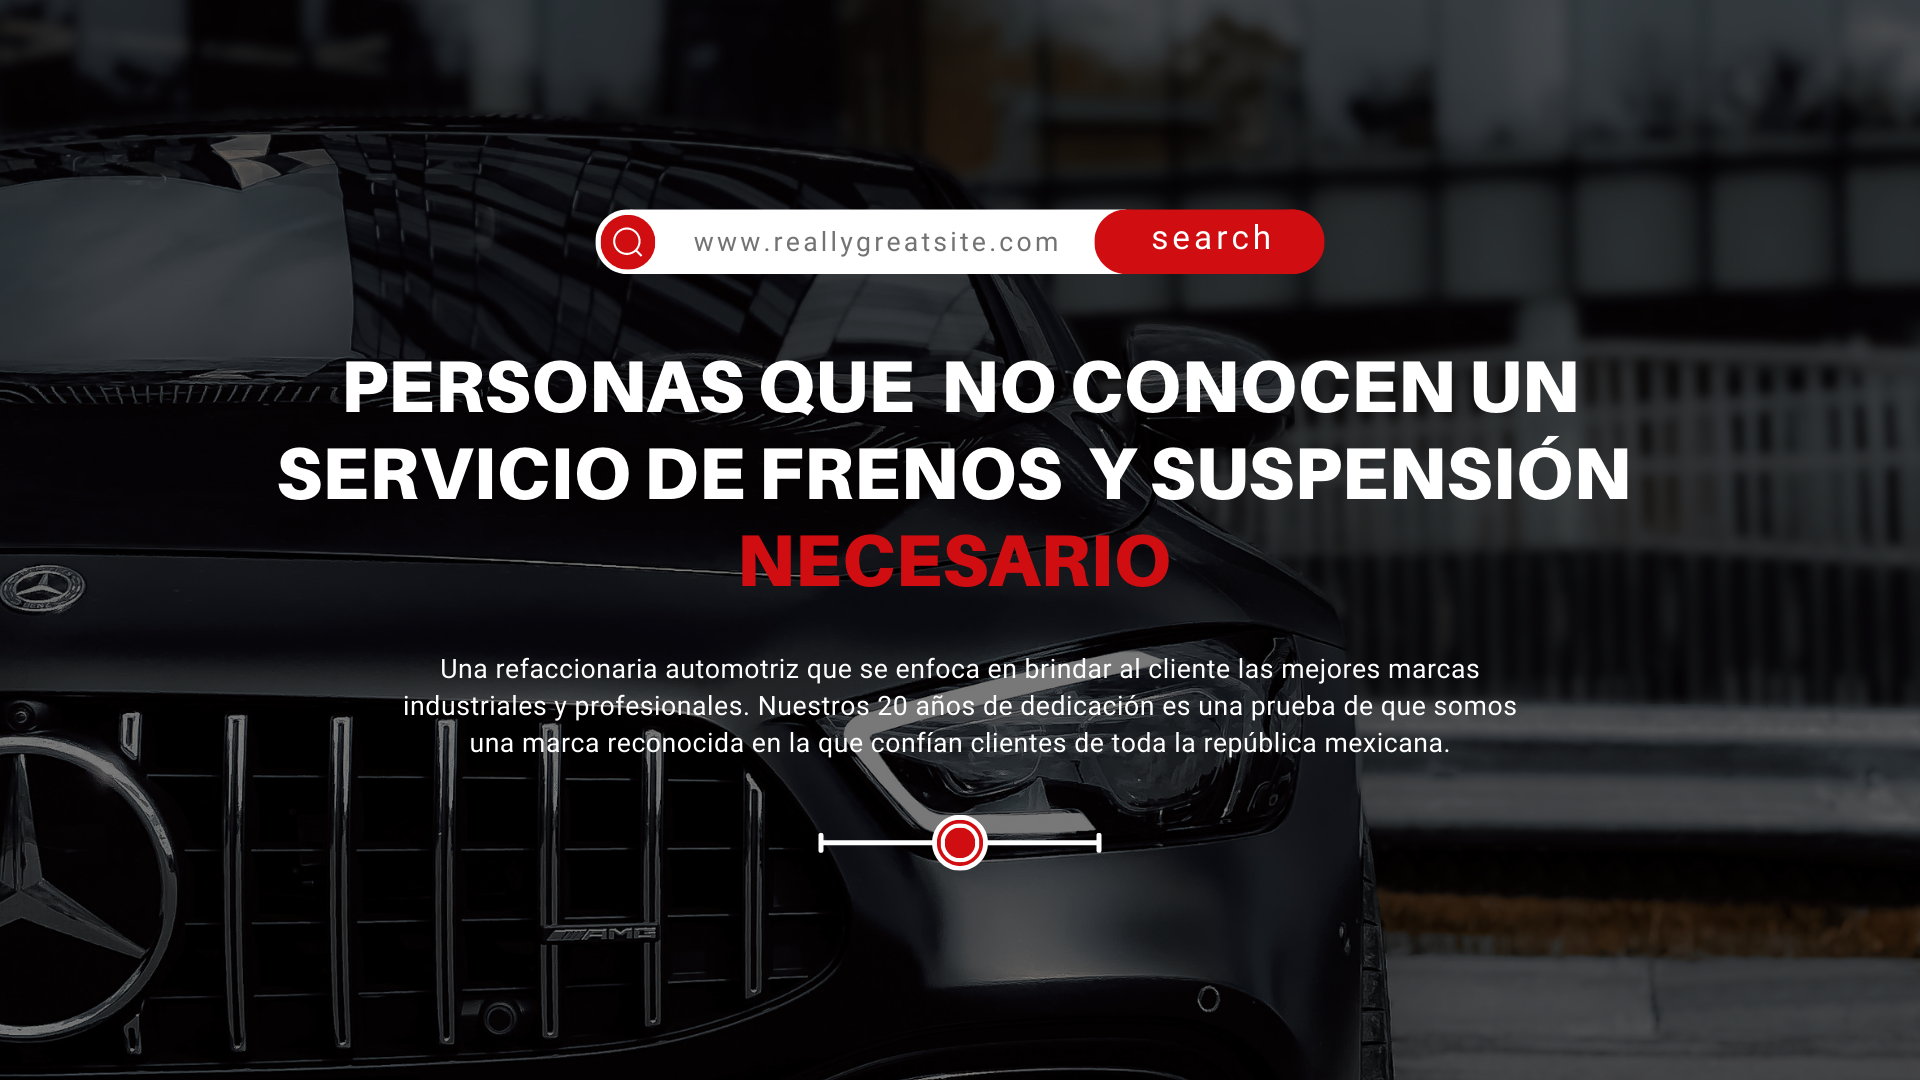 www.reallygreatsite.com
search
PERSONAS QUE NO CONOCEN UN
SERVICIO DE FRENOS Y SUSPENSIÓN
NECESARIO
Una refaccionaria automotriz que se enfoca en brindar al cliente las mejores marcas
industriales y profesionales. Nuestros 20 años de dedicación es una prueba de que somos
una marca reconocida en la que confían clientes de toda la república mexicana.
AMG